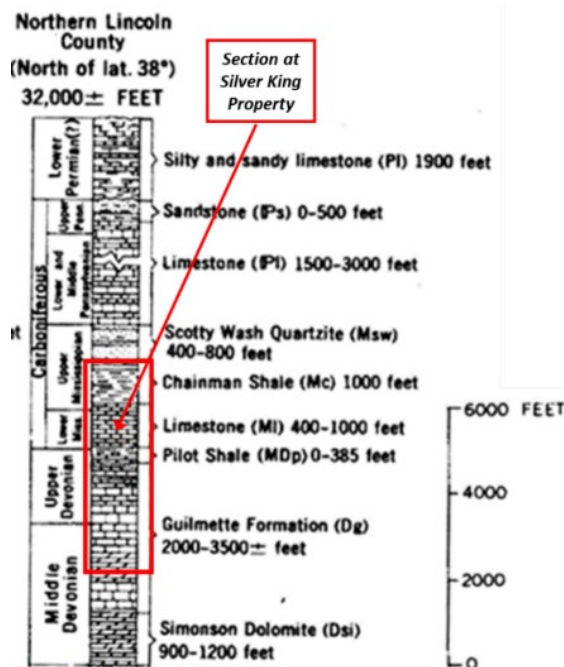 Northern Lincoln
County
(North of lat. 38°)
32,000± FEET
Section at
Silver King
Property
Lower
Permian(?)
Silty and sandy limestone (Pl) 1900 feet
Carboniferous
Upper
Penn.
Sandstone (ℙs) 0-500 feet
Lower and
Middle
Pennsylvanian
Limestone (ℙl) 1500-3000 feet
Upper
Mississippian
Scotty Wash Quartzite (Msw)
400-800 feet
Chainman Shale (Mc) 1000 feet
Lower
Miss.
Limestone (Ml) 400-1000 feet
Pilot Shale (MDp) 0-385 feet
Upper
Devonian
Guilmette Formation (Dg)
2000-3500± feet
Middle
Devonian
Simonson Dolomite (Dsi)
900-1200 feet
6000 FEET
4000
2000
0